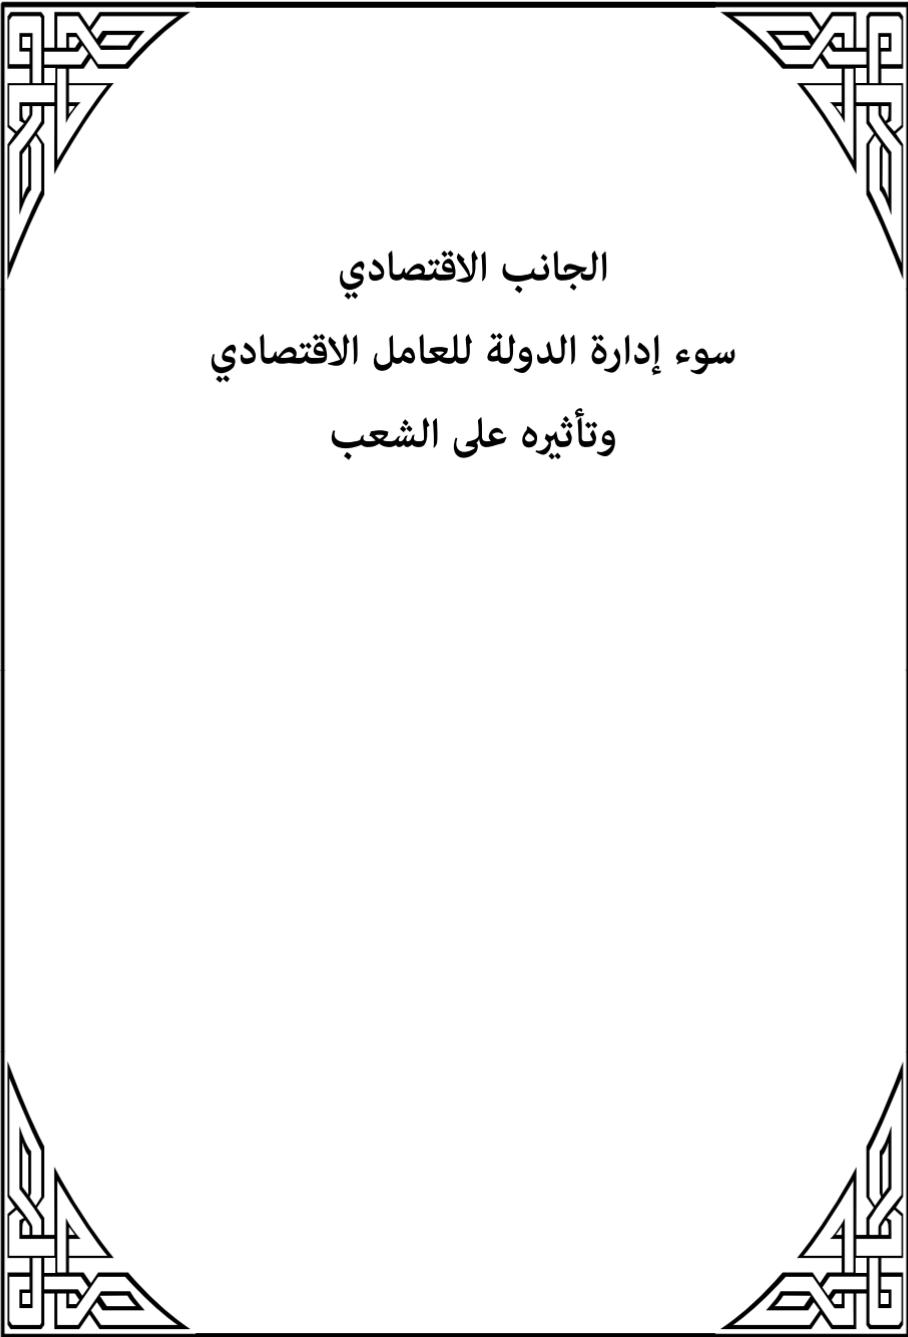 الجانب الاقتصادي
سوء إدارة الدولة للعامل الاقتصادي
وتأثيره على الشعب